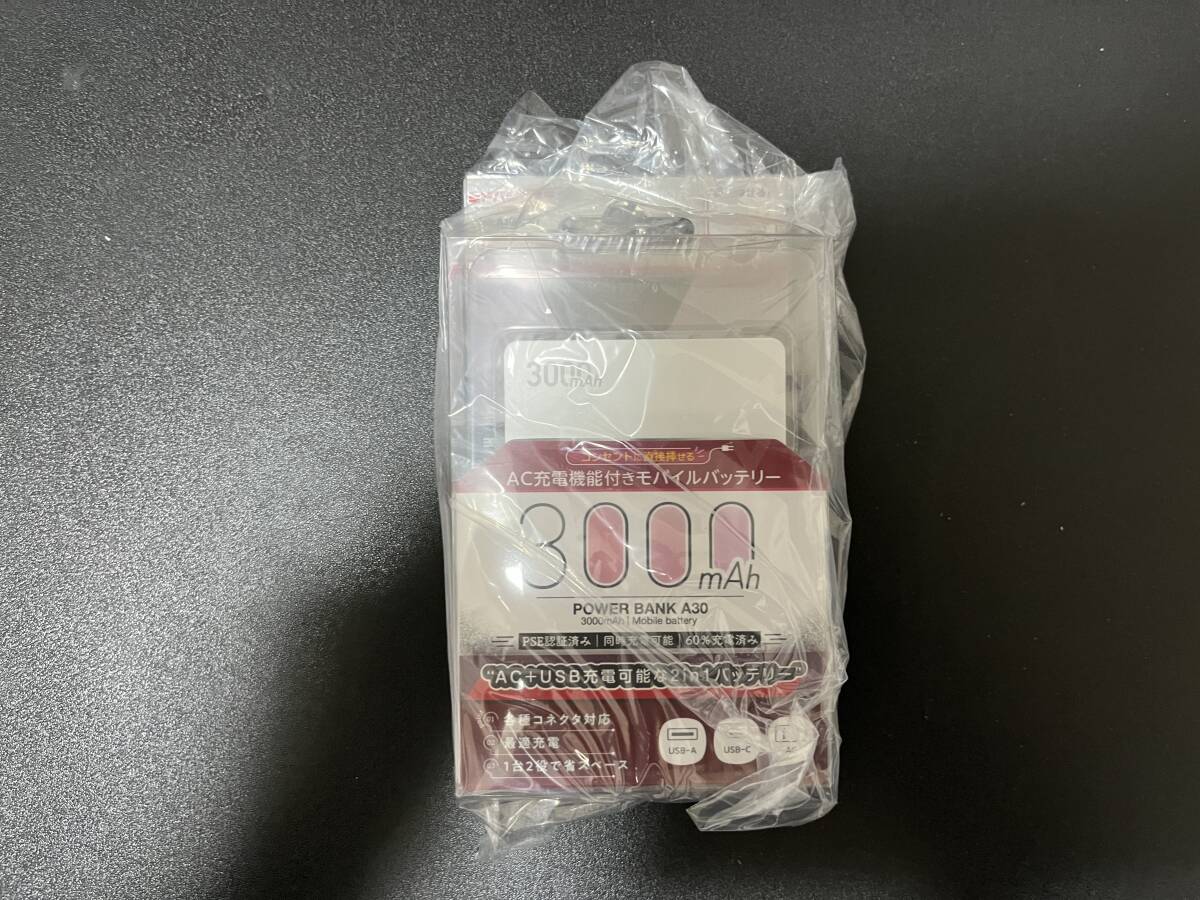 3000mAh
コンセントに直接挿せる
AC充電機能付きモバイルバッテリー
3000mAh
POWER BANK A30
3000mAh | Mobile battery
PSE認証済み | 同時充電可能 | 60%充電済み
"AC+USB充電可能な2in1バッテリー"
01 各種コネクタ対応
02 最適充電
03 1台2役で省スペース
USB-A USB-C AC